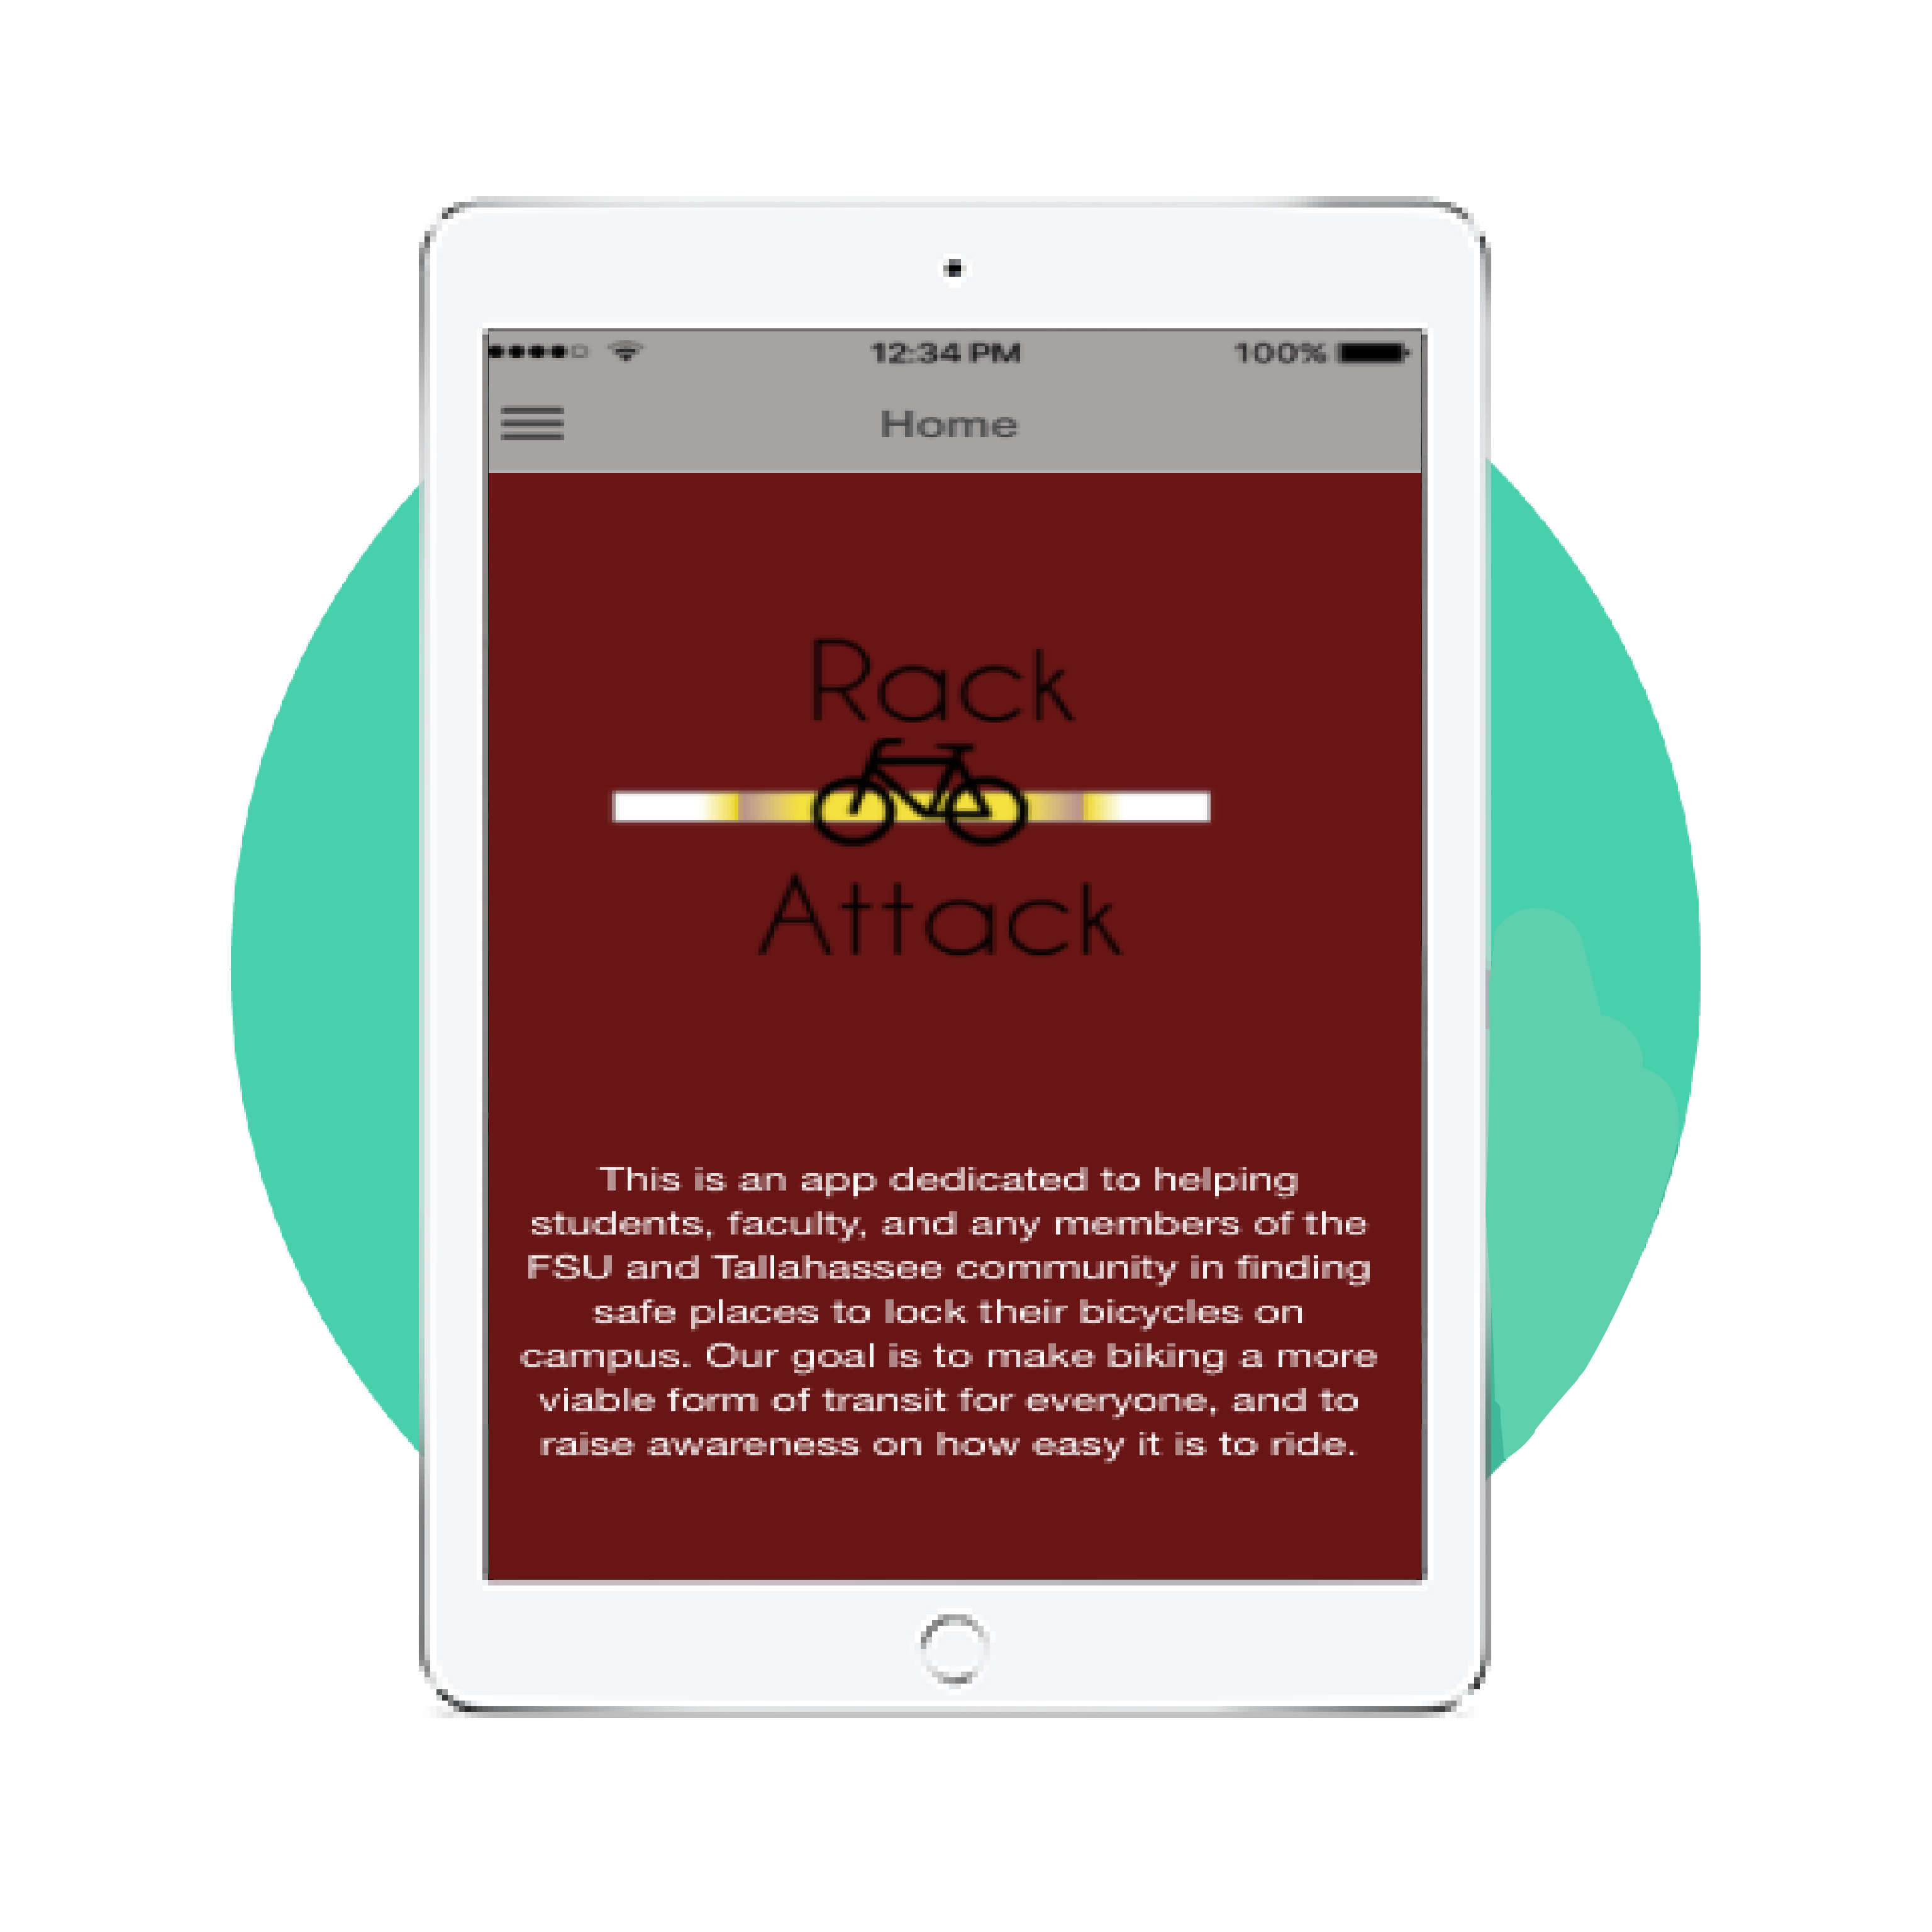 12:34 PM 100%
Home
Rack
Attack
This is an app dedicated to helping
students, faculty, and any members of the
FSU and Tallahassee community in finding
safe places to lock their bicycles on
campus. Our goal is to make biking a more
viable form of transit for everyone, and to
raise awareness on how easy it is to ride.